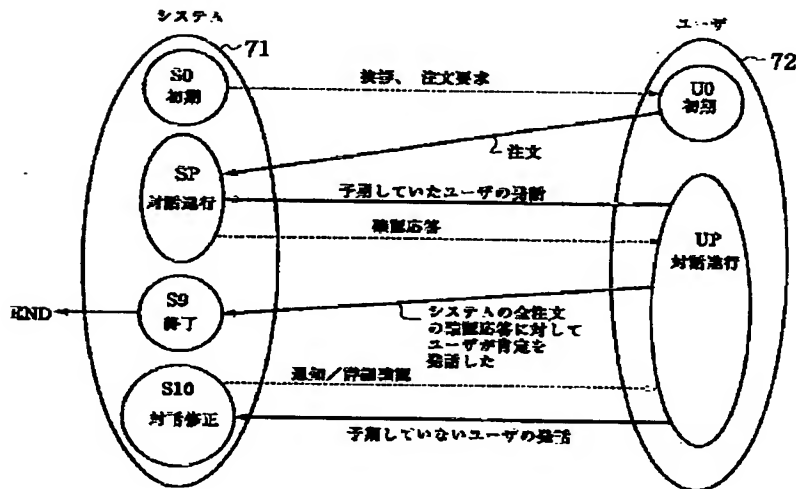 システム
ユーザ
71
72
S0
初期
挨拶、 注文要求
U0
初期
注文
SP
対話進行
予期していたユーザの発話
確認応答
UP
対話進行
S9
終了
END
システムの全注文
の確認応答に対して
ユーザが肯定を
発話した
通知/詳細確認
S10
対話修正
予期していないユーザの発話